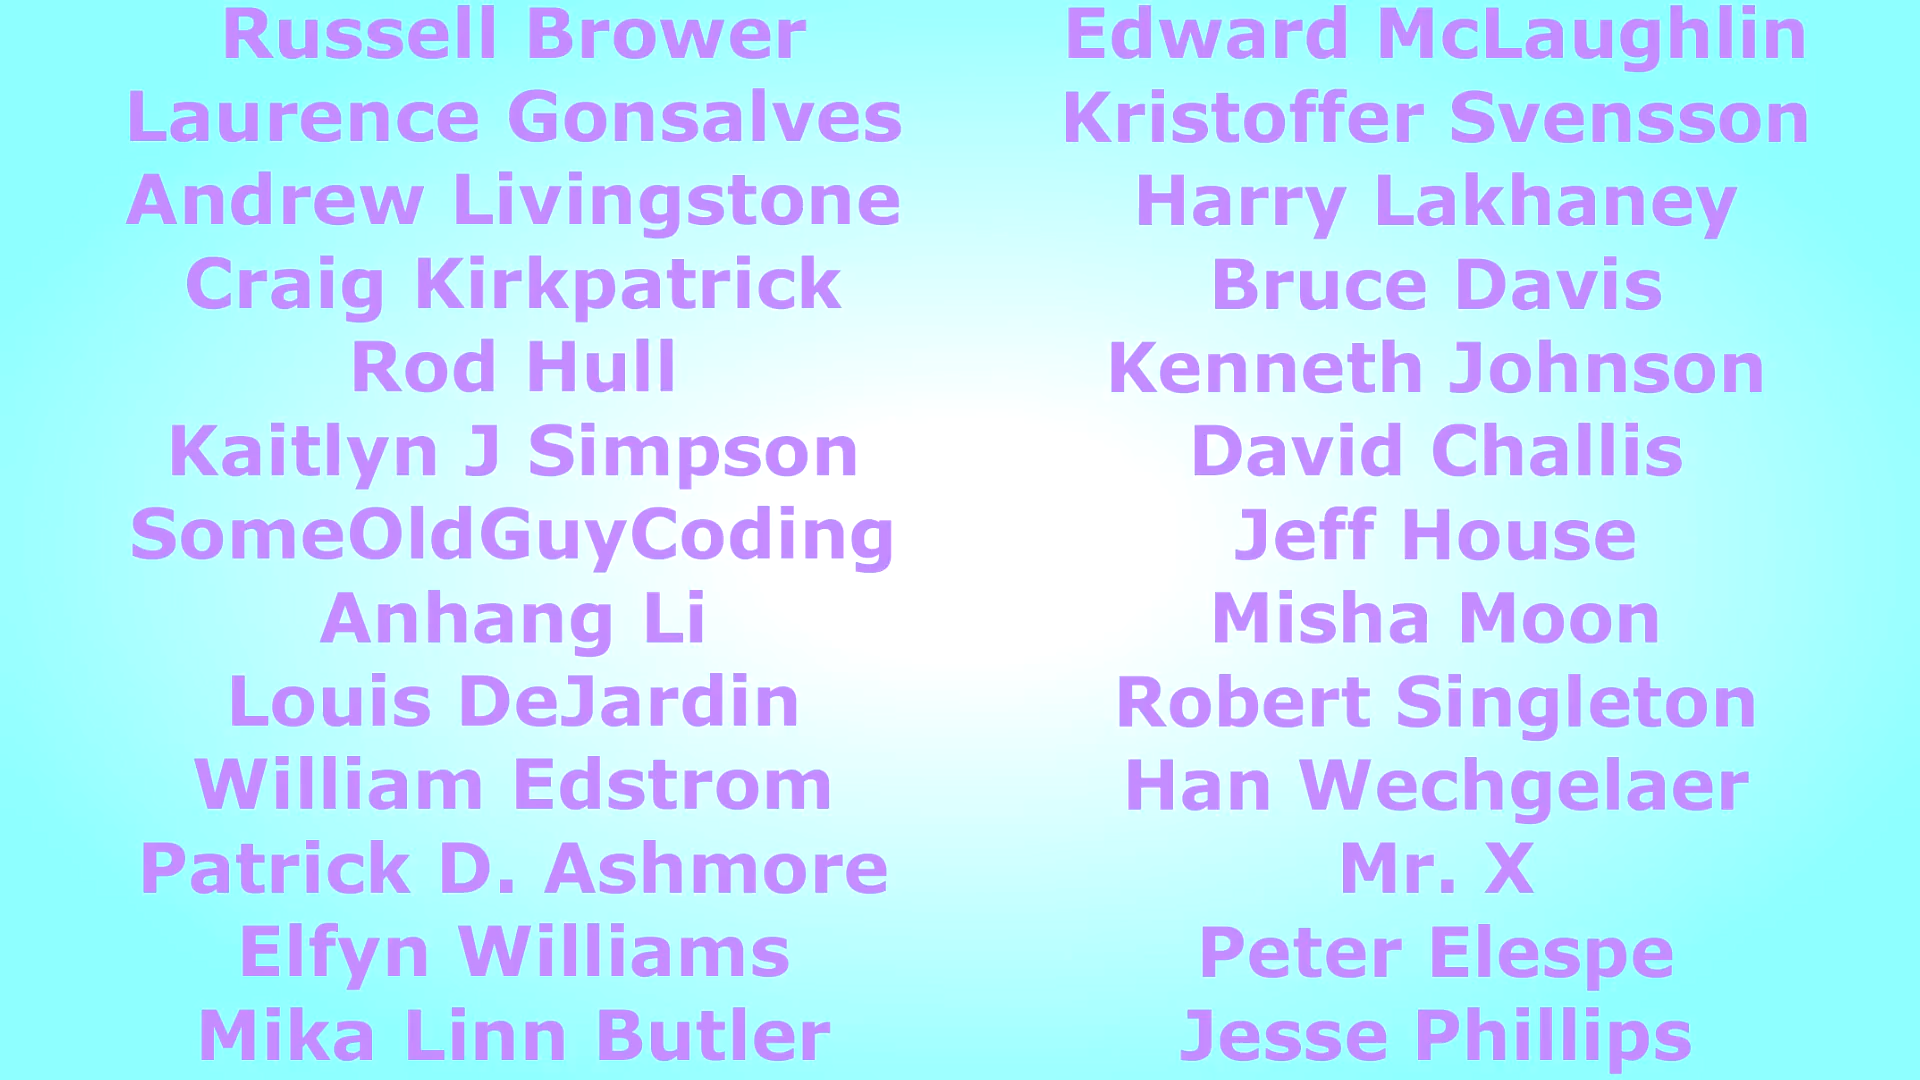 Russell Brower
Laurence Gonsalves
Andrew Livingstone
Craig Kirkpatrick
Rod Hull
Kaitlyn J Simpson
SomeOldGuyCoding
Anhang Li
Louis DeJardin
William Edstrom
Patrick D. Ashmore
Elfyn Williams
Mika Linn Butler
Edward McLaughlin
Kristoffer Svensson
Harry Lakhaney
Bruce Davis
Kenneth Johnson
David Challis
Jeff House
Misha Moon
Robert Singleton
Han Wechgelaer
Mr. X
Peter Elespe
Jesse Phillips